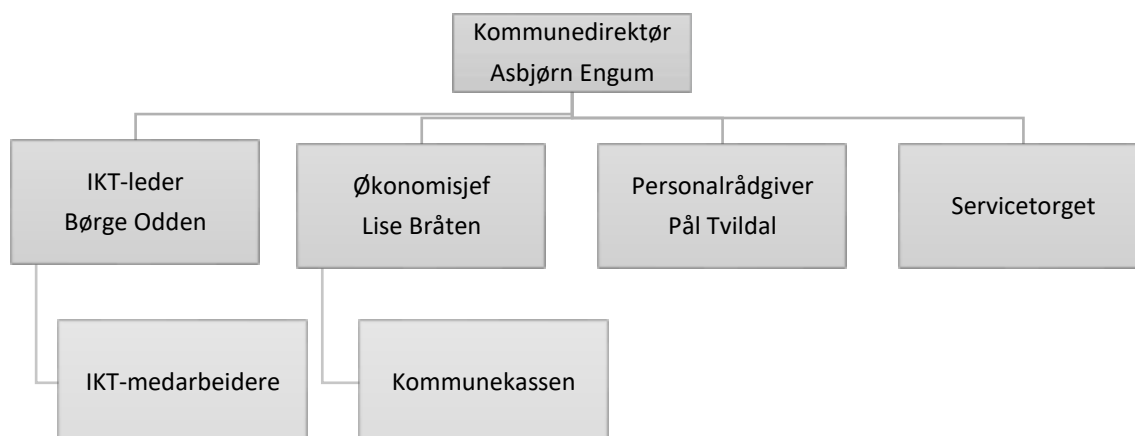 Kommunedirektør
Asbjørn Engum
IKT-leder
Børge Odden
Økonomisjef
Lise Bråten
Personalrådgiver
Pål Tvildal
Servicetorget
IKT-medarbeidere
Kommunekassen